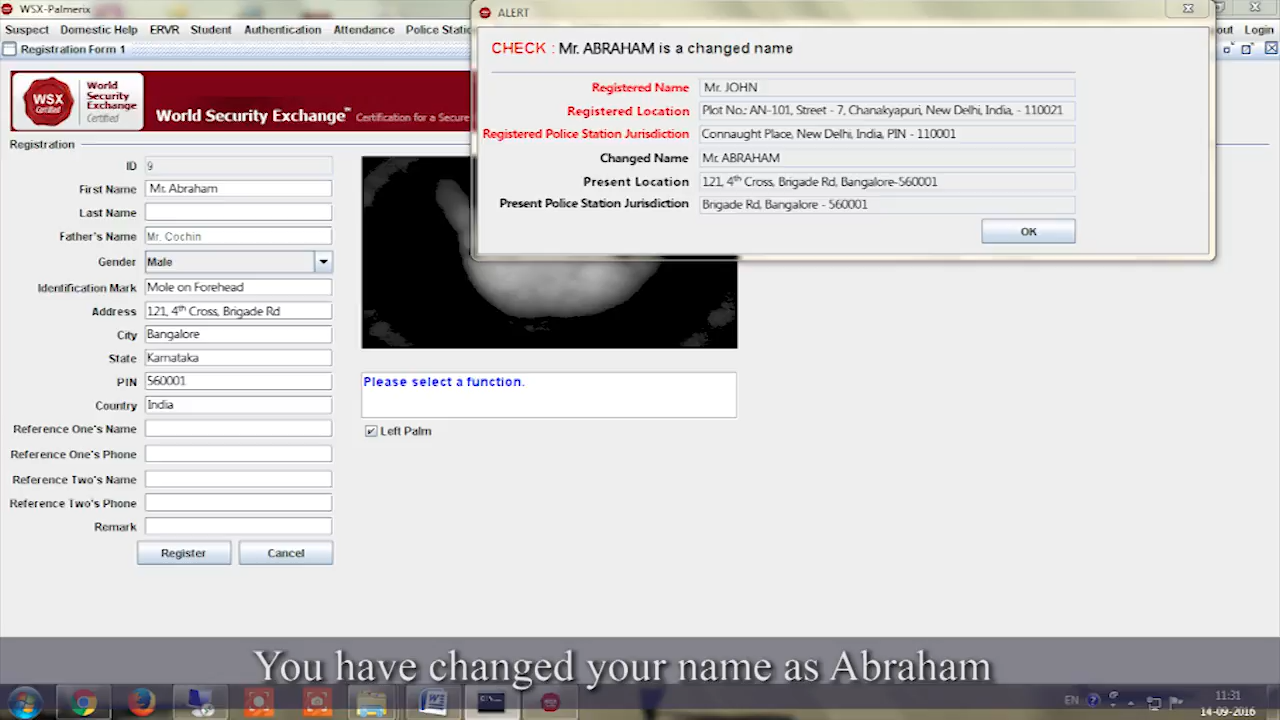 WSX-Palmerix
Suspect Domestic Help ERVR Student Authentication Attendance Police Stati
out Login
Registration Form 1
WSX
Certified
World
Security
Exchange
Certified
World Security Exchange™ Certification for a Secure
Registration
ID 9
First Name Mr. Abraham
Last Name
Father's Name Mr. Cochin
Gender Male
Identification Mark Mole on Forehead
Address 121, 4th Cross, Brigade Rd
City Bangalore
State Karnataka
PIN 560001
Country India
Reference One's Name
Reference One's Phone
Reference Two's Name
Reference Two's Phone
Remark
Register Cancel
Please select a function.
Left Palm
ALERT
CHECK : Mr. ABRAHAM is a changed name
Registered Name Mr. JOHN
Registered Location Plot No.: AN-101, Street - 7, Chanakyapuri, New Delhi, India, - 110021
Registered Police Station Jurisdiction Connaught Place, New Delhi, India, PIN - 110001
Changed Name Mr. ABRAHAM
Present Location 121, 4th Cross, Brigade Rd, Bangalore-560001
Present Police Station Jurisdiction Brigade Rd, Bangalore - 560001
OK
You have changed your name as Abraham
EN
11:31
14-09-2016